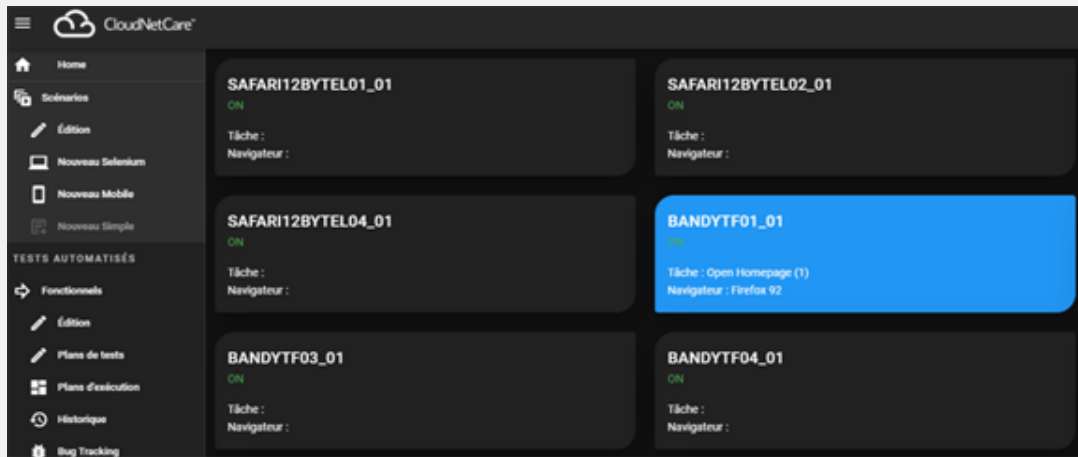 CloudNetCare™
Home
Scénarios
Édition
Nouveau Selenium
Nouveau Mobile
Nouveau Simple
TESTS AUTOMATISÉS
Fonctionnels
Édition
Plans de tests
Plans d'exécution
Historique
Bug Tracking
SAFARI12BYTEL01_01
ON
Tâche :
Navigateur :
SAFARI12BYTEL02_01
ON
Tâche :
Navigateur :
SAFARI12BYTEL04_01
ON
Tâche :
Navigateur :
BANDYTF01_01
ON
Tâche : Open Homepage (1)
Navigateur : Firefox 92
BANDYTF03_01
ON
Tâche :
Navigateur :
BANDYTF04_01
ON
Tâche :
Navigateur :